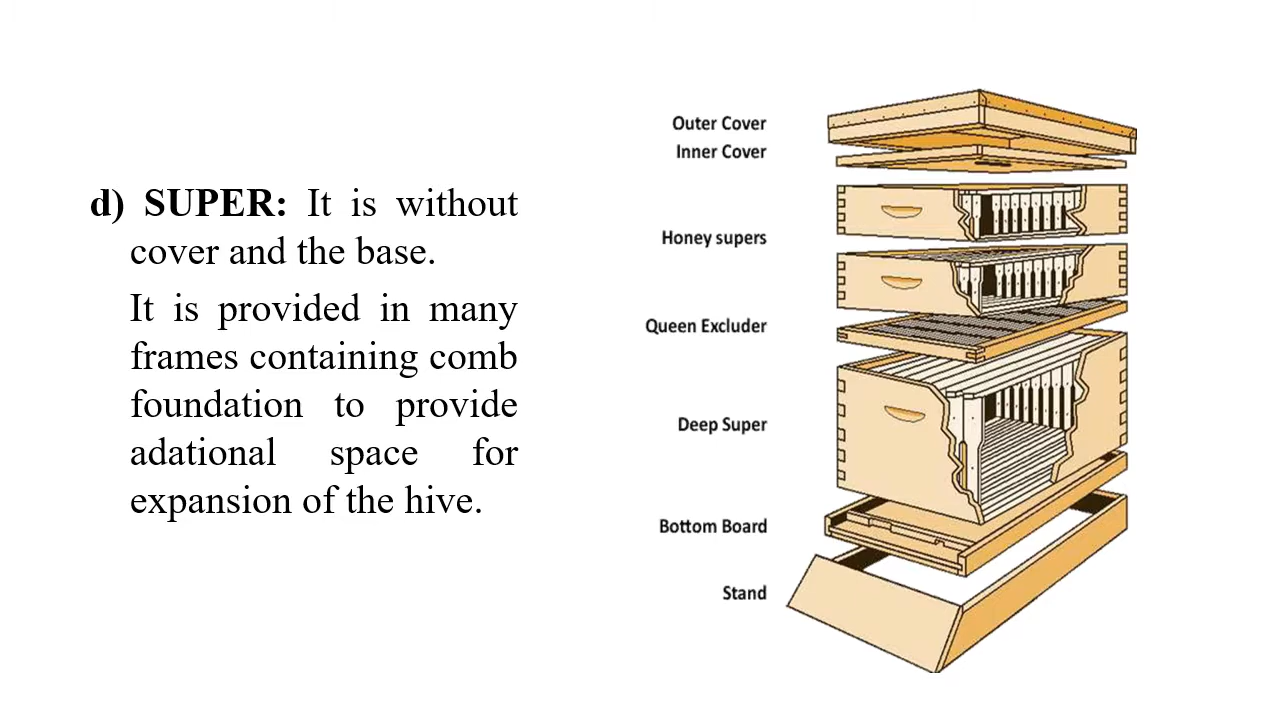 d) SUPER: It is without
cover and the base.
It is provided in many
frames containing comb
foundation to provide
adational space for
expansion of the hive.
Outer Cover
Inner Cover
Honey supers
Queen Excluder
Deep Super
Bottom Board
Stand